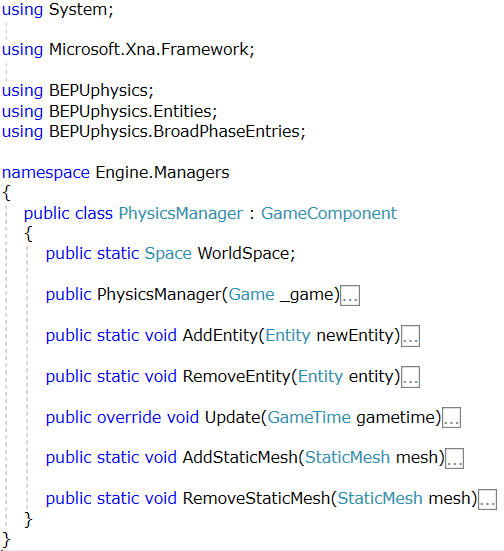 using System;
using Microsoft.Xna.Framework;
using BEPUphysics;
using BEPUphysics.Entities;
using BEPUphysics.BroadPhaseEntries;
namespace Engine.Managers
{
public class PhysicsManager : GameComponent
{
public static Space WorldSpace;
public PhysicsManager(Game _game)...
public static void AddEntity(Entity newEntity)...
public static void RemoveEntity(Entity entity)...
public override void Update(GameTime gametime)...
public static void AddStaticMesh(StaticMesh mesh)...
public static void RemoveStaticMesh(StaticMesh mesh)...
}
}